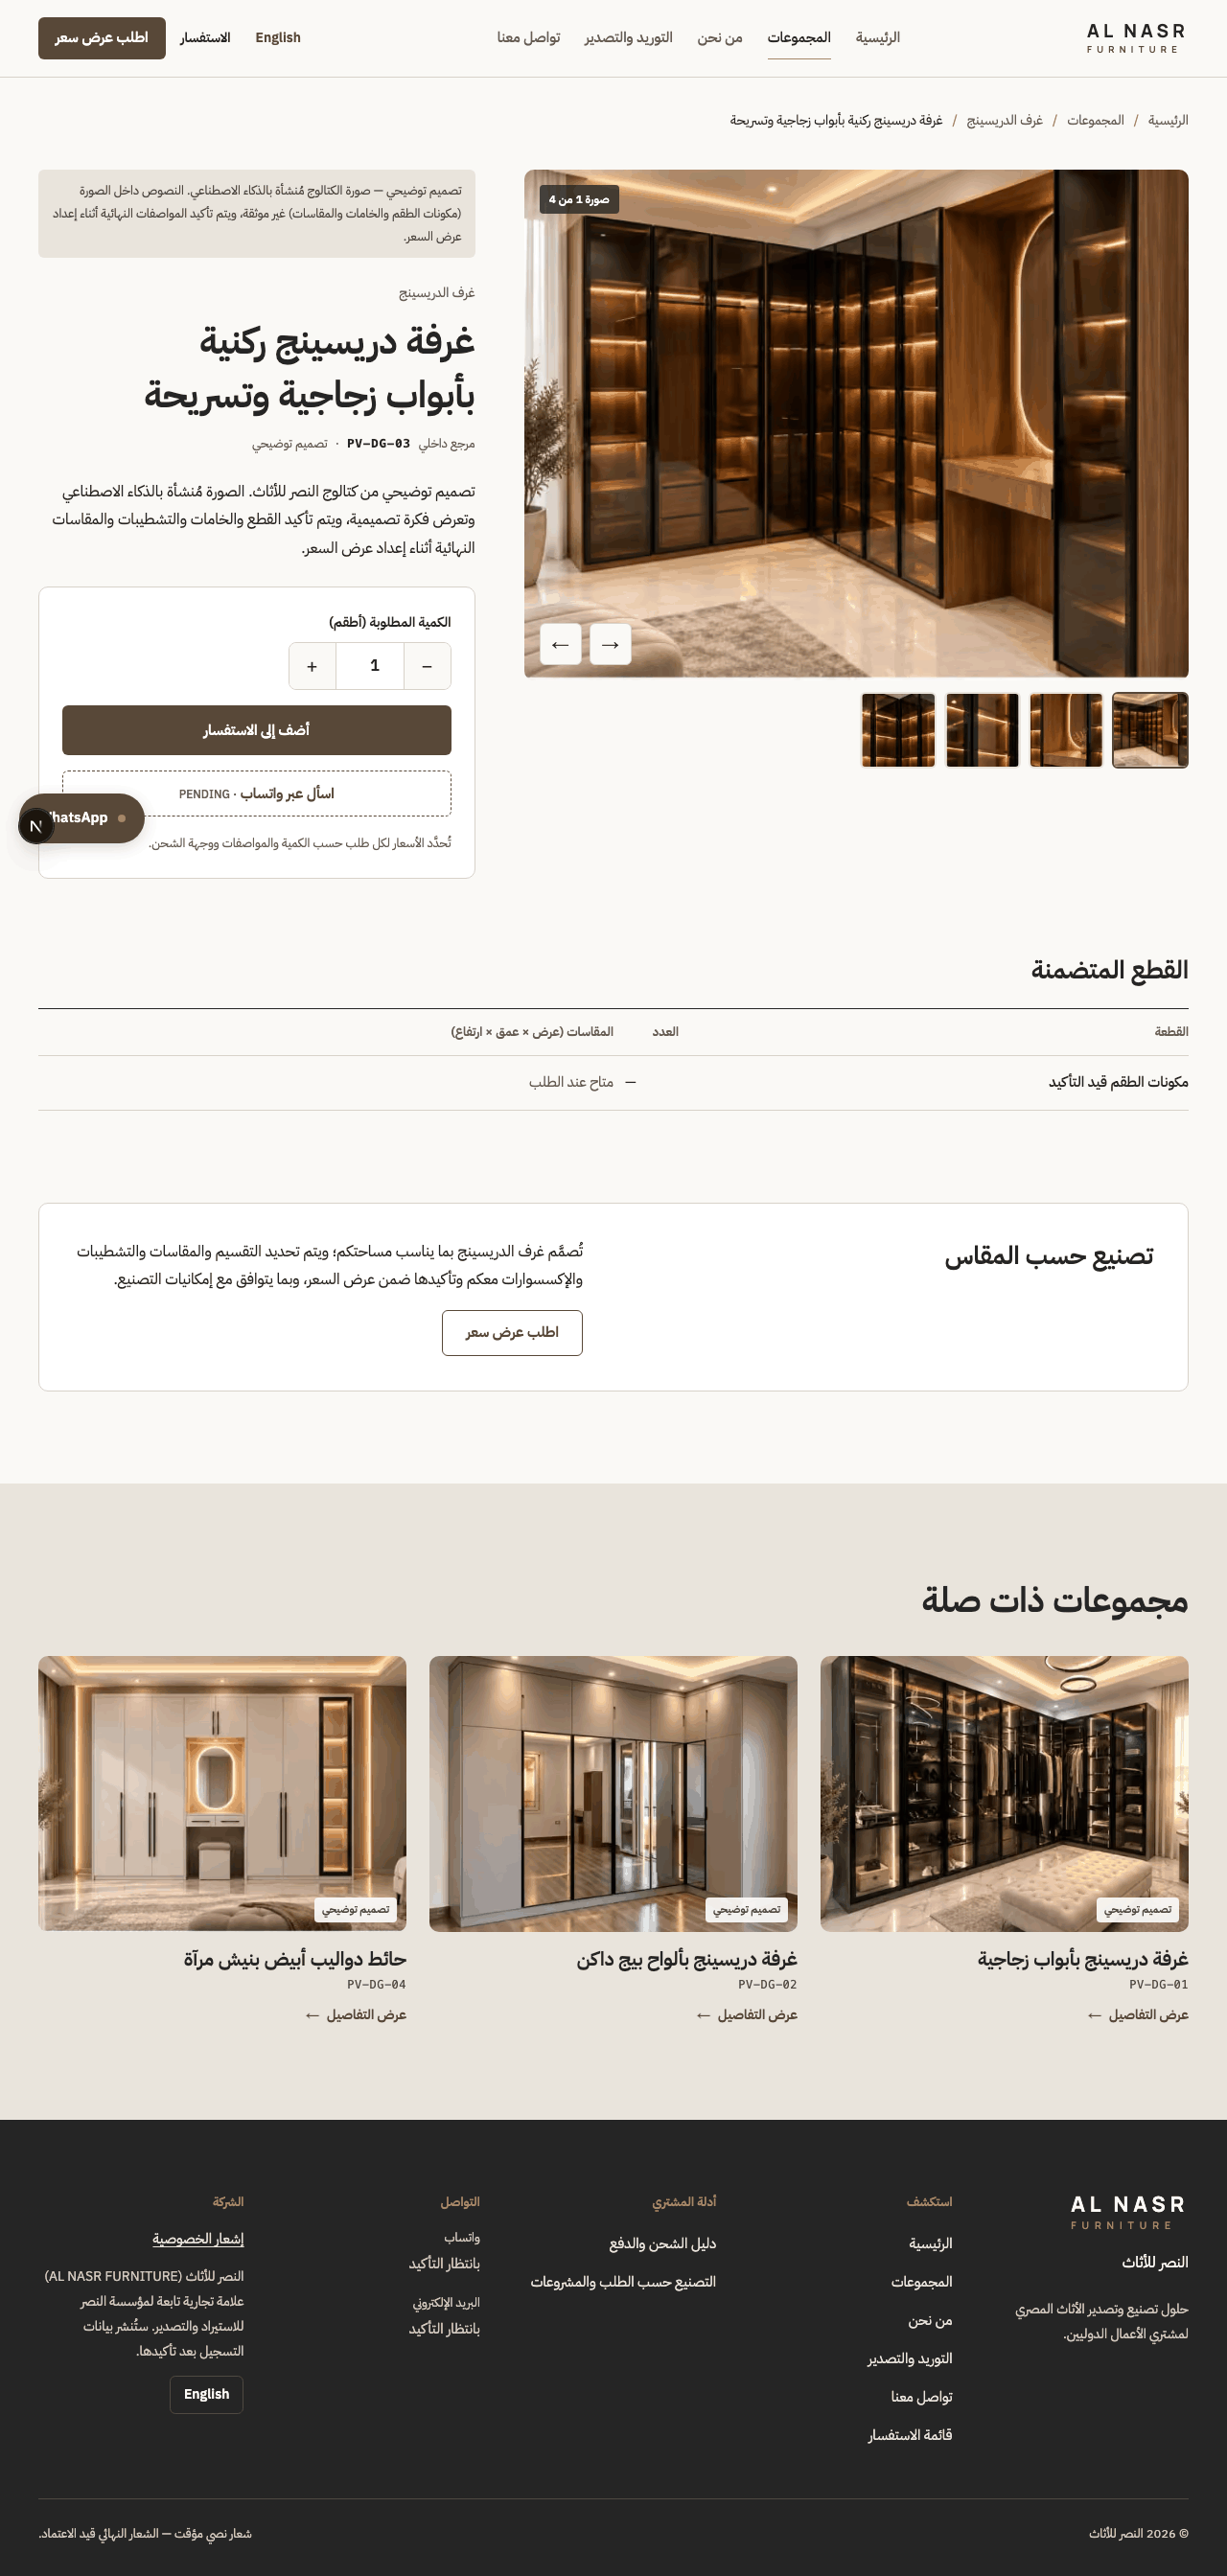 AL NASR
FURNITURE
الرئيسية
المجموعات
من نحن
التوريد والتصدير
تواصل معنا
English
الاستفسار
اطلب عرض سعر
الرئيسية / المجموعات / غرف الدريسينج / غرفة دريسينج ركنية بأبواب زجاجية وتسريحة
صورة 1 من 4
→
←
تصميم توضيحي — صورة الكتالوج مُنشأة بالذكاء الاصطناعي. النصوص داخل الصورة
(مكونات الطقم والخامات والمقاسات) غير موثقة، ويتم تأكيد المواصفات النهائية أثناء إعداد
عرض السعر.
غرف الدريسينج
غرفة دريسينج ركنية
بأبواب زجاجية وتسريحة
مرجع داخلي PV-DG-03 · تصميم توضيحي
تصميم توضيحي من كتالوج النصر للأثاث. الصورة مُنشأة بالذكاء الاصطناعي
وتعرض فكرة تصميمية، ويتم تأكيد القطع والخامات والتشطيبات والمقاسات
النهائية أثناء إعداد عرض السعر.
الكمية المطلوبة (أطقم)
− 1 +
أضف إلى الاستفسار
اسأل عبر واتساب · PENDING
hatsApp
N
تُحدَّد الأسعار لكل طلب حسب الكمية والمواصفات ووجهة الشحن.
القطع المتضمنة
القطعة
العدد
المقاسات (عرض × عمق × ارتفاع)
مكونات الطقم قيد التأكيد
—
متاح عند الطلب
تصنيع حسب المقاس
تُصمَّم غرف الدريسينج بما يناسب مساحتكم؛ ويتم تحديد التقسيم والمقاسات والتشطيبات
والإكسسوارات معكم وتأكيدها ضمن عرض السعر، وبما يتوافق مع إمكانيات التصنيع.
اطلب عرض سعر
مجموعات ذات صلة
تصميم توضيحي
غرفة دريسينج بأبواب زجاجية
PV-DG-01
عرض التفاصيل ←
تصميم توضيحي
غرفة دريسينج بألواح بيج داكن
PV-DG-02
عرض التفاصيل ←
تصميم توضيحي
حائط دواليب أبيض بنيش مرآة
PV-DG-04
عرض التفاصيل ←
AL NASR
FURNITURE
النصر للأثاث
حلول تصنيع وتصدير الأثاث المصري
لمشتري الأعمال الدوليين.
استكشف
الرئيسية
المجموعات
من نحن
التوريد والتصدير
تواصل معنا
قائمة الاستفسار
أدلة المشتري
دليل الشحن والدفع
التصنيع حسب الطلب والمشروعات
التواصل
واتساب
بانتظار التأكيد
البريد الإلكتروني
بانتظار التأكيد
الشركة
إشعار الخصوصية
النصر للأثاث (AL NASR FURNITURE)
علامة تجارية تابعة لمؤسسة النصر
للاستيراد والتصدير. ستُنشر بيانات
التسجيل بعد تأكيدها.
English
© 2026 النصر للأثاث
شعار نصي مؤقت — الشعار النهائي قيد الاعتماد.